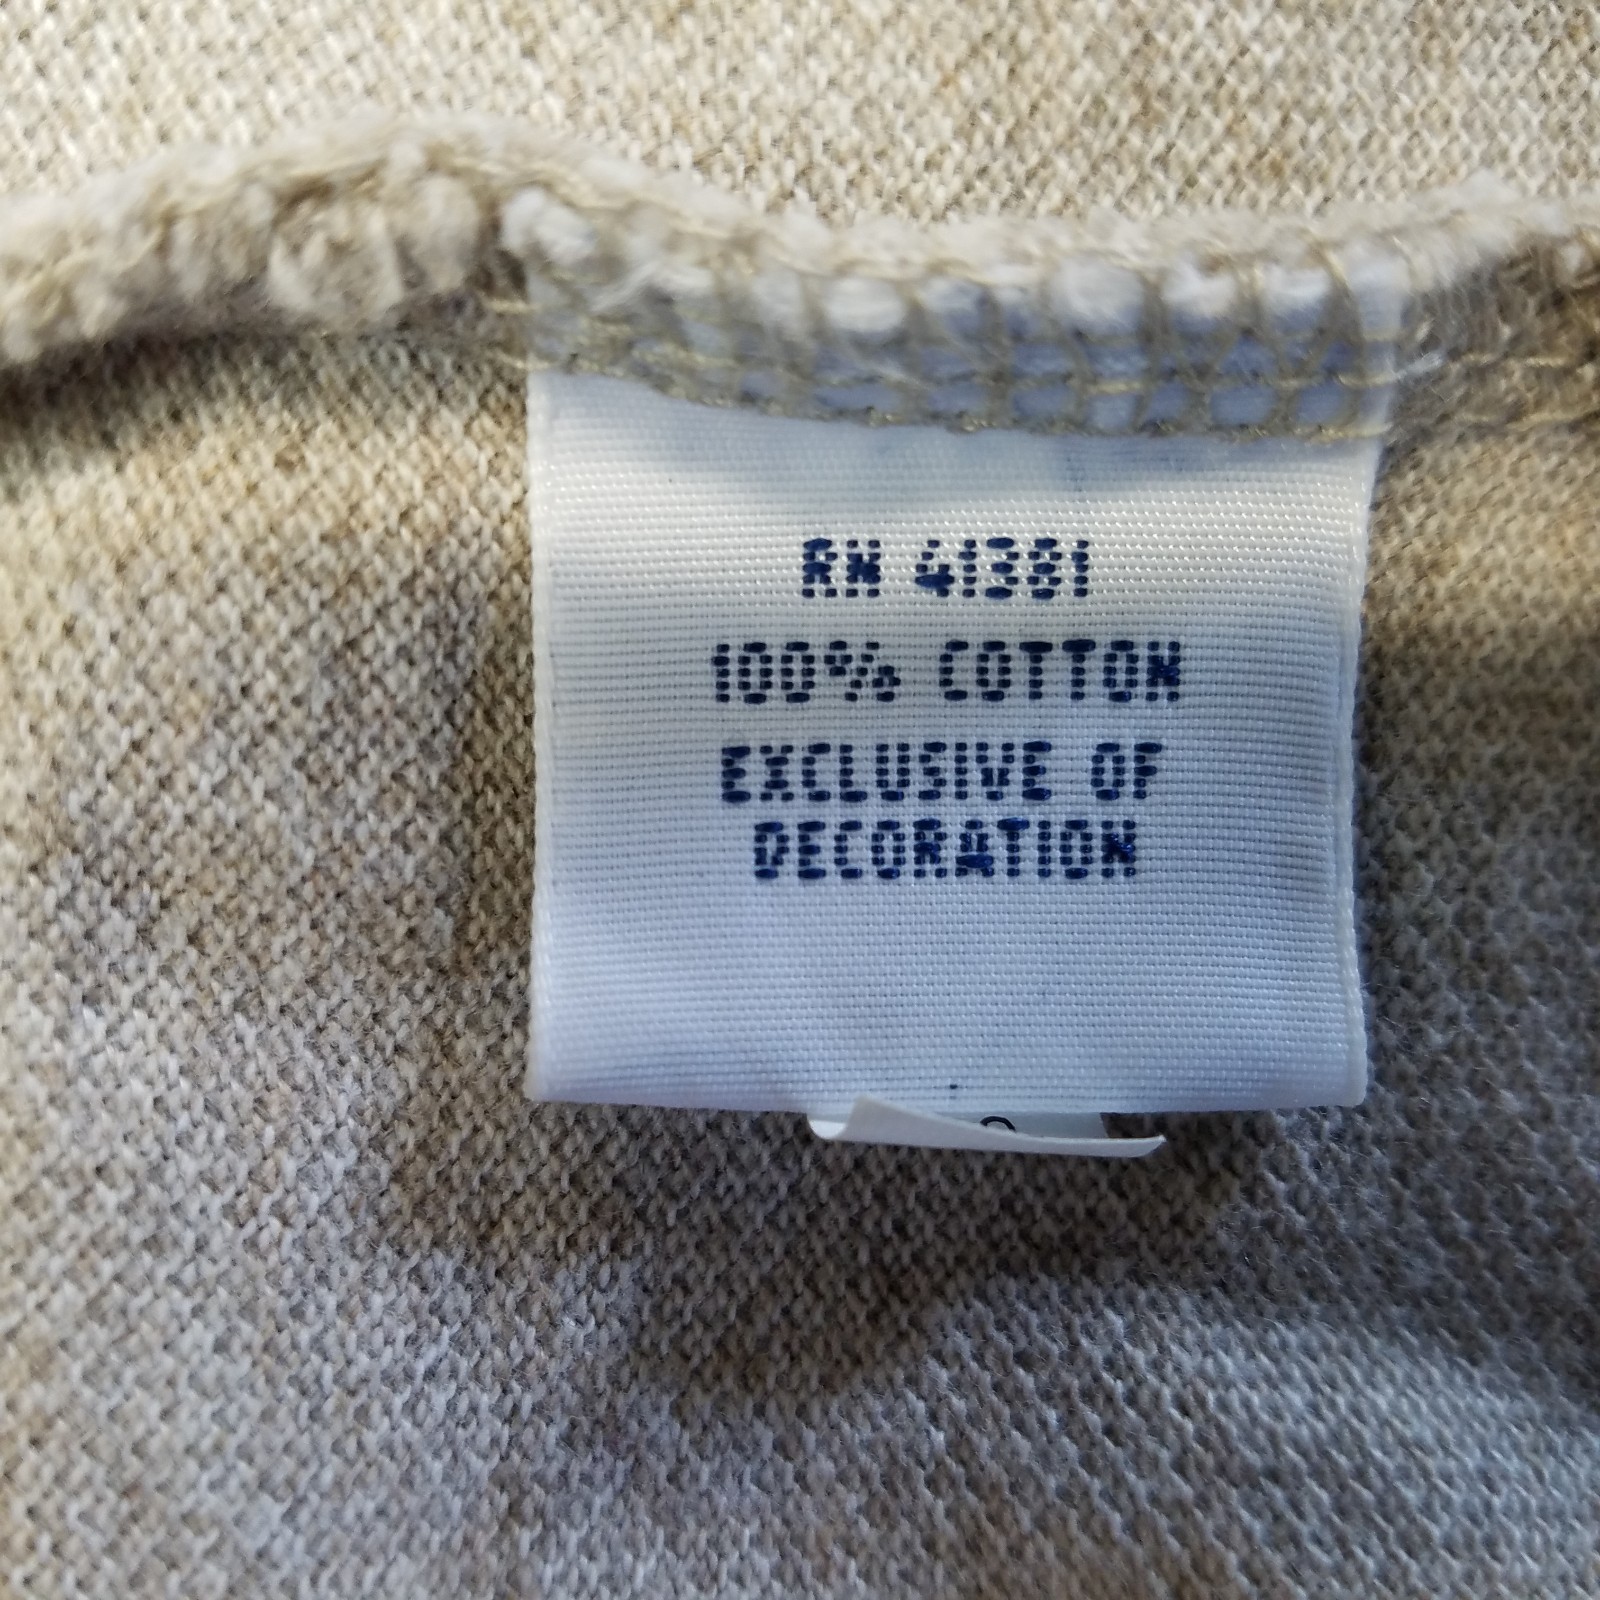 RN 41381
100% COTTON
EXCLUSIVE OF
DECORATION